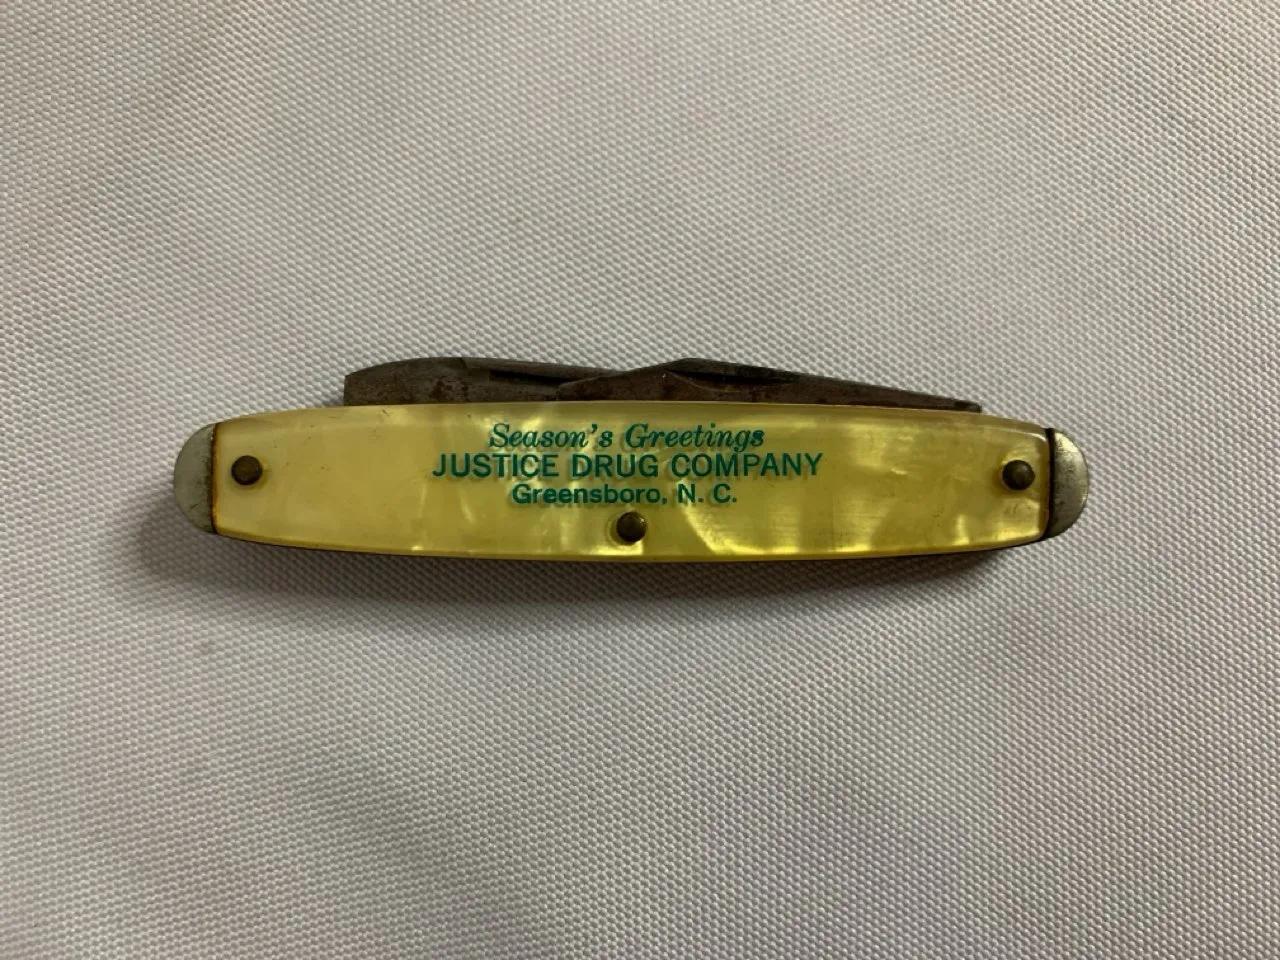 Season's Greetings
JUSTICE DRUG COMPANY
Greensboro, N. C.